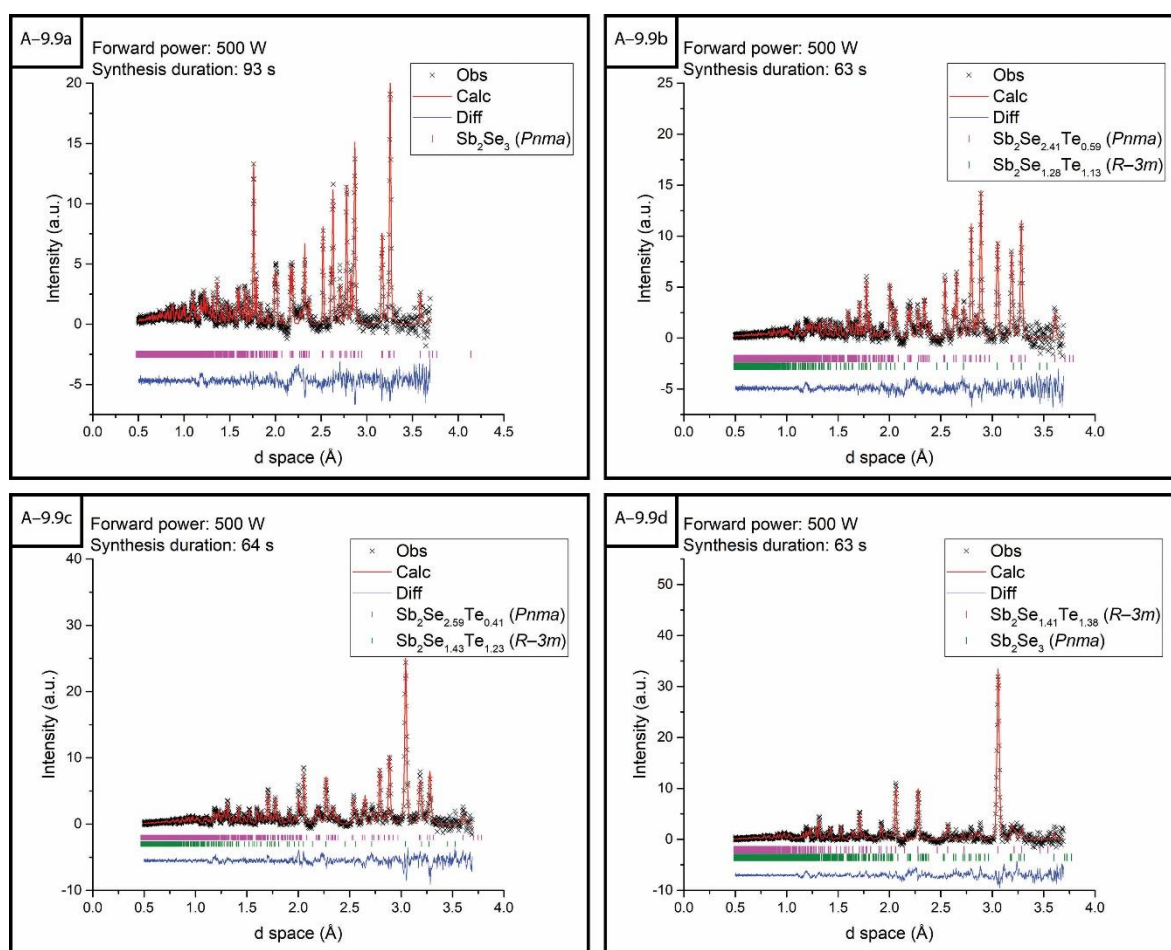 A–9.9a
Forward power: 500 W
Synthesis duration: 93 s
Obs
Calc
Diff
Sb2Se3 (Pnma)
20
15
10
5
0
-5
Intensity (a.u.)
0.0 0.5 1.0 1.5 2.0 2.5 3.0 3.5 4.0 4.5
d space (Å)
A–9.9b
Forward power: 500 W
Synthesis duration: 63 s
Obs
Calc
Diff
Sb2Se2.41Te0.59 (Pnma)
Sb2Se1.28Te1.13 (R–3m)
25
20
15
10
5
0
-5
Intensity (a.u.)
0.0 0.5 1.0 1.5 2.0 2.5 3.0 3.5 4.0
d space (Å)
A–9.9c
Forward power: 500 W
Synthesis duration: 64 s
Obs
Calc
Diff
Sb2Se2.59Te0.41 (Pnma)
Sb2Se1.43Te1.23 (R–3m)
40
30
20
10
0
-10
Intensity (a.u.)
0.0 0.5 1.0 1.5 2.0 2.5 3.0 3.5 4.0
d space (Å)
A–9.9d
Forward power: 500 W
Synthesis duration: 63 s
Obs
Calc
Diff
Sb2Se1.41Te1.38 (R–3m)
Sb2Se3 (Pnma)
50
40
30
20
10
0
-10
Intensity (a.u.)
0.0 0.5 1.0 1.5 2.0 2.5 3.0 3.5 4.0
d space (Å)